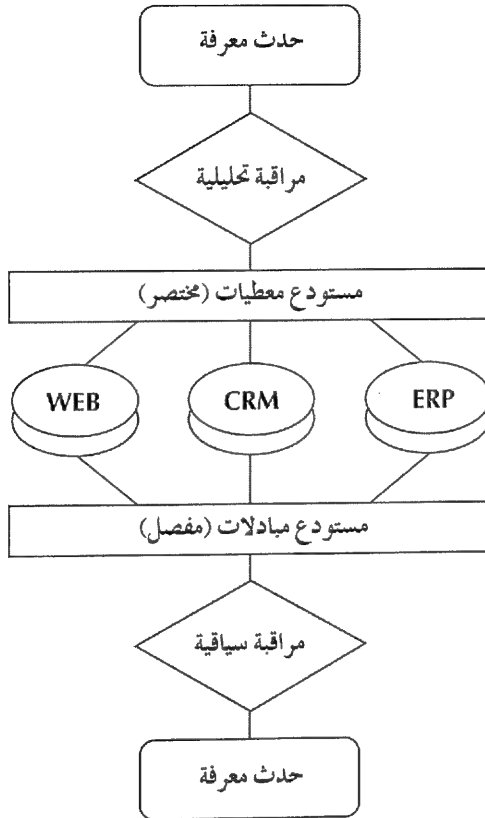 حدث معرفة
مراقبة تحليلية
مستودع معطيات (مختصر)
WEB CRM ERP
مستودع مبادلات (مفصل)
مراقبة سياقية
حدث معرفة